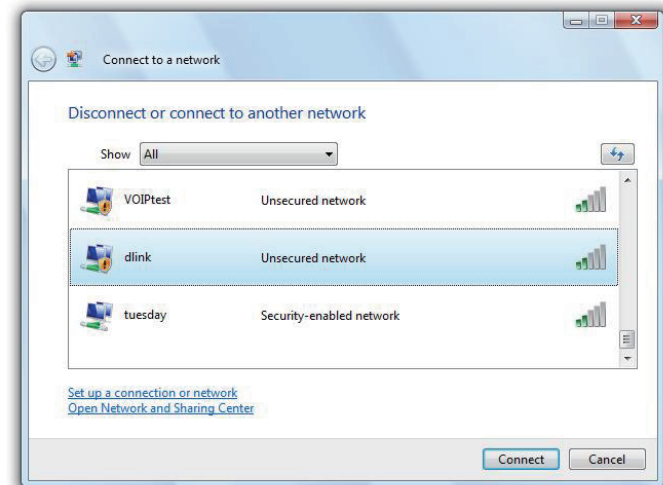 Connect to a network
Disconnect or connect to another network
Show All
VOIPtest Unsecured network
dlink Unsecured network
tuesday Security-enabled network
Set up a connection or network
Open Network and Sharing Center
Connect Cancel